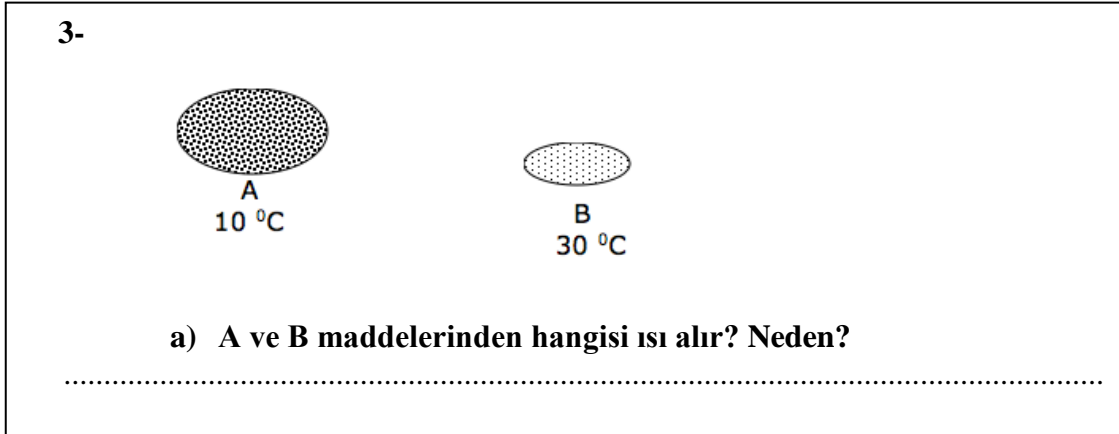 3-
A
10 ⁰C
B
30 ⁰C
a) A ve B maddelerinden hangisi ısı alır? Neden?
....................................................................................................................................